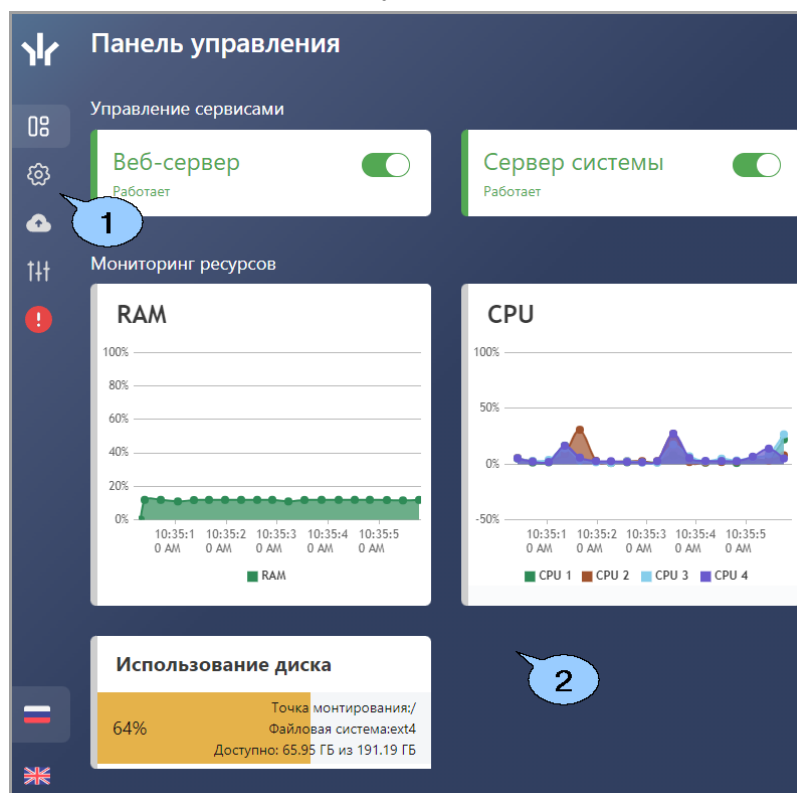 Панель управления
Управление сервисами
Веб-сервер
Работает
Сервер системы
Работает
1
Мониторинг ресурсов
RAM
100%
80%
60%
40%
20%
0%
10:35:1 10:35:2 10:35:3 10:35:4 10:35:5
0 AM 0 AM 0 AM 0 AM 0 AM
RAM
CPU
100%
50%
0%
-50%
10:35:1 10:35:2 10:35:3 10:35:4 10:35:5
0 AM 0 AM 0 AM 0 AM 0 AM
CPU 1 CPU 2 CPU 3 CPU 4
2
Использование диска
64%
Точка монтирования:/
Файловая система:ext4
Доступно: 65.95 ГБ из 191.19 ГБ